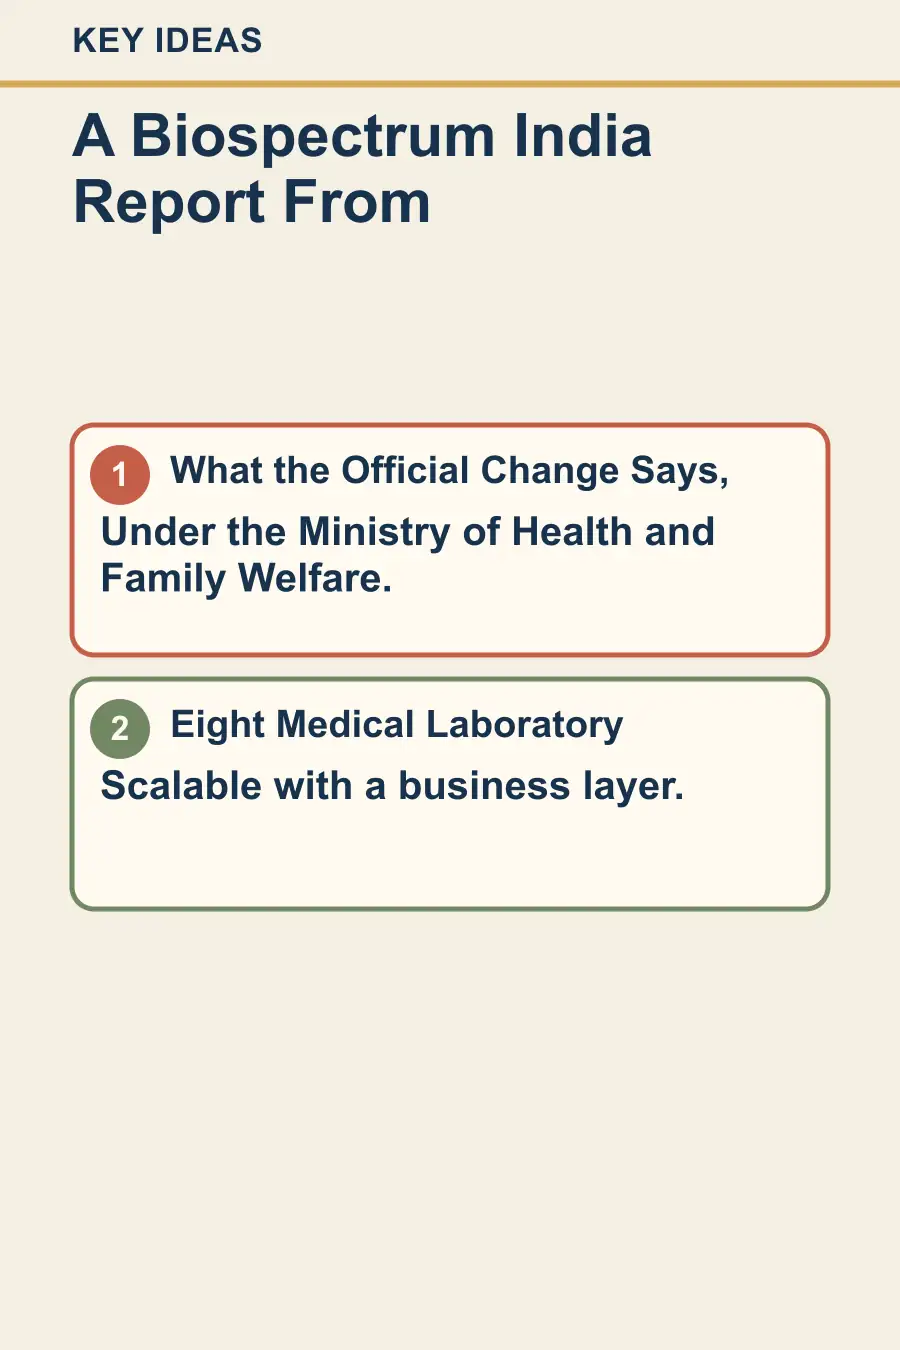 KEY IDEAS
A Biospectrum India
Report From
1 What the Official Change Says,
Under the Ministry of Health and
Family Welfare.
2 Eight Medical Laboratory
Scalable with a business layer.